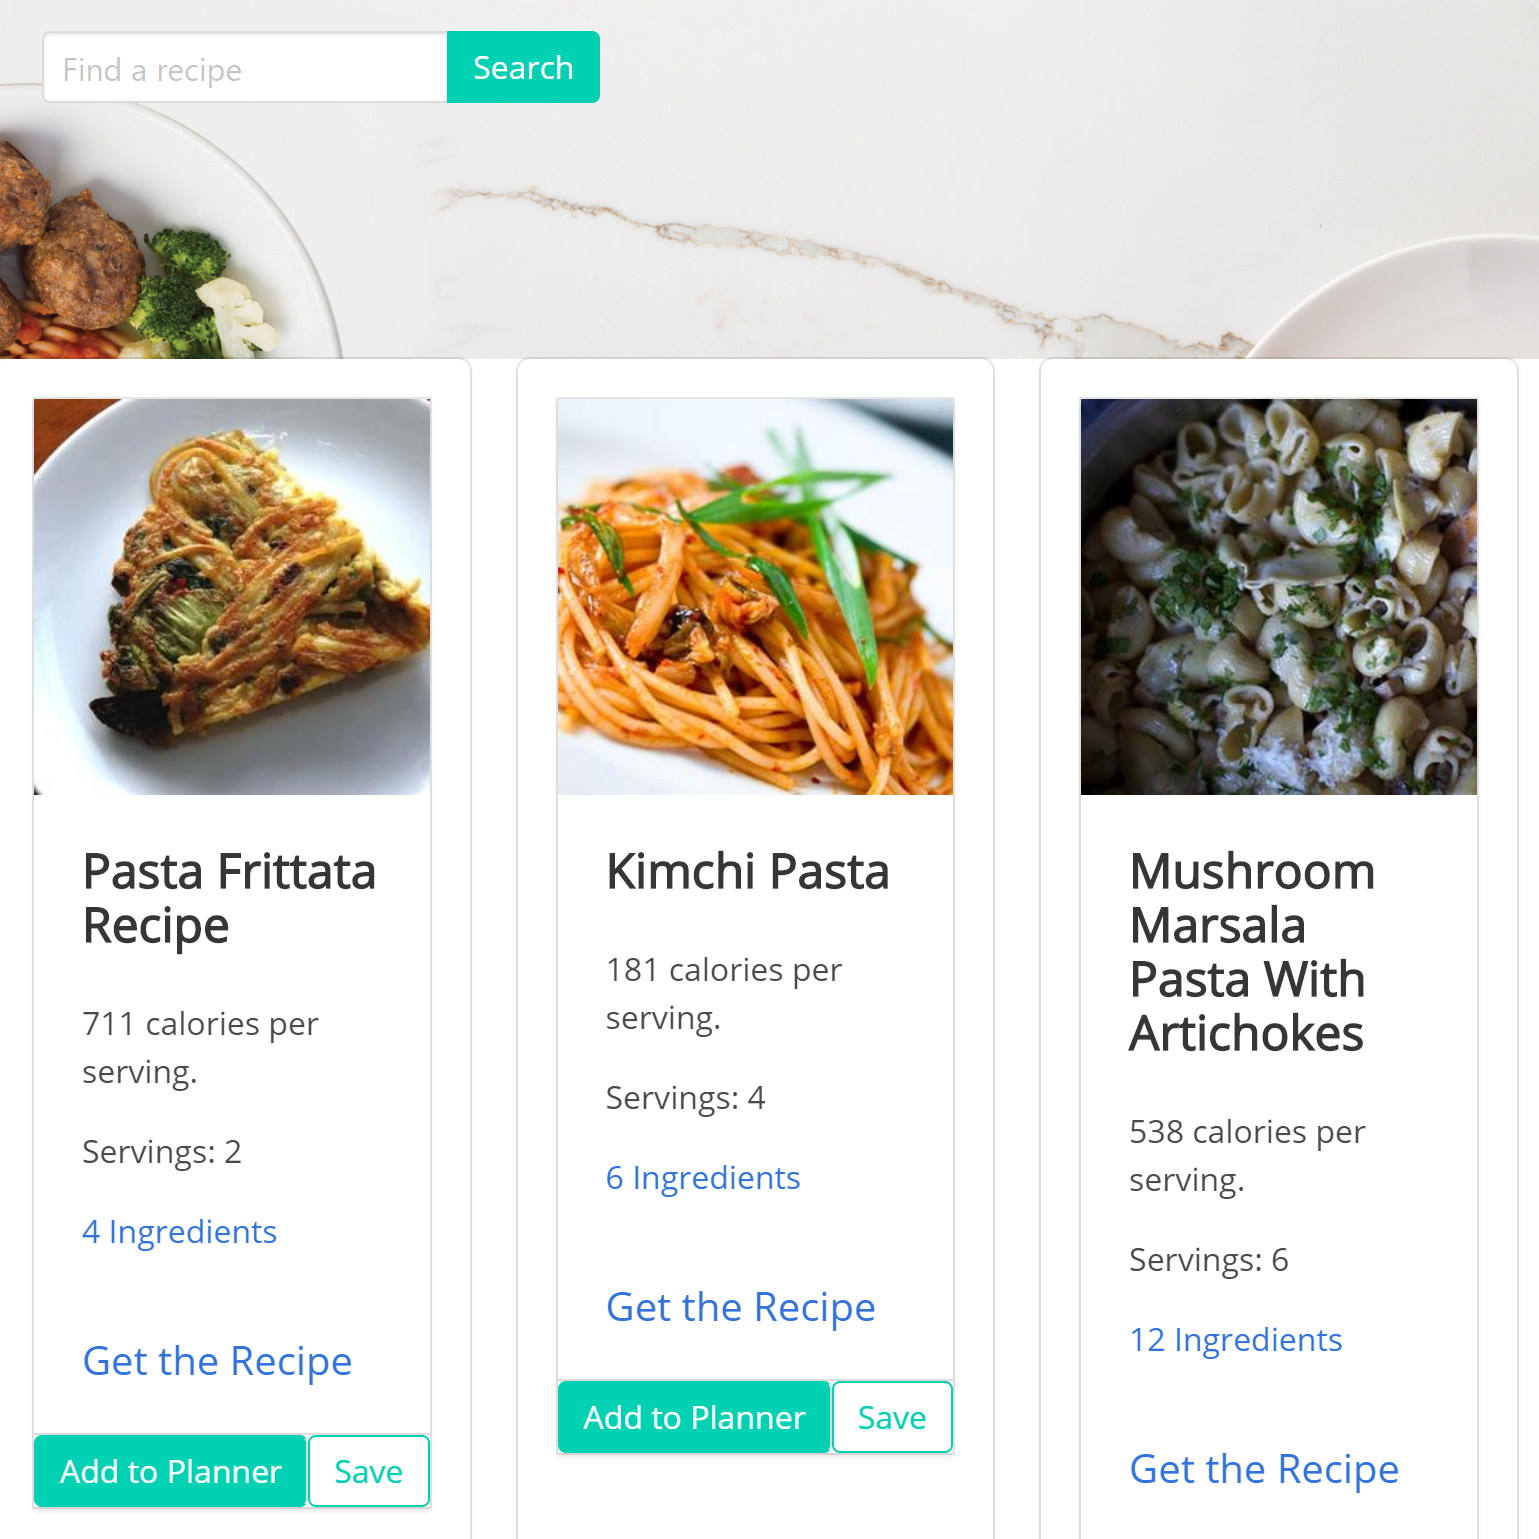 Find a recipe
Search
Pasta Frittata
Recipe
711 calories per
serving.
Servings: 2
4 Ingredients
Get the Recipe
Add to Planner
Save
Kimchi Pasta
181 calories per
serving.
Servings: 4
6 Ingredients
Get the Recipe
Add to Planner
Save
Mushroom
Marsala
Pasta With
Artichokes
538 calories per
serving.
Servings: 6
12 Ingredients
Get the Recipe